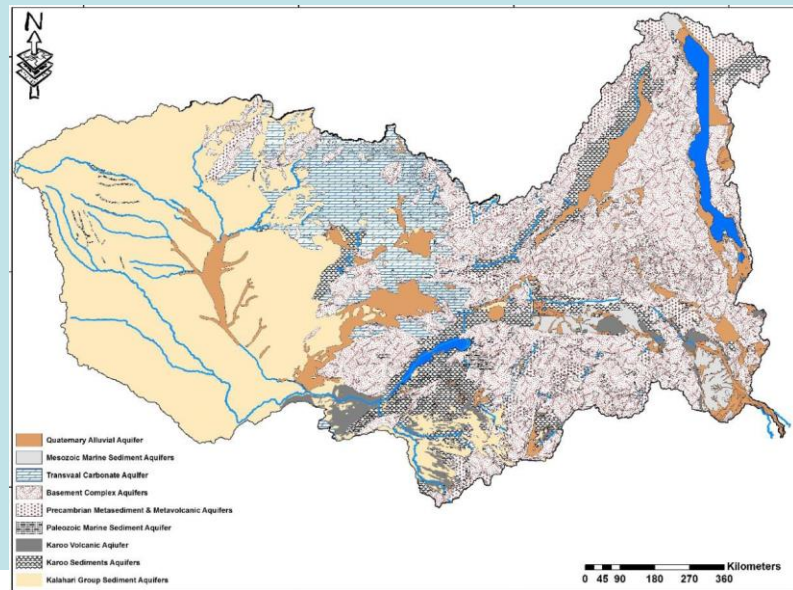 N
Quaternary Alluvial Aquifer
Mesozoic Marine Sediment Aquifers
Transvaal Carbonate Aquifer
Basement Complex Aquifers
Precambrian Metasediment & Metavolcanic Aquifers
Paleozoic Marine Sediment Aquifer
Karoo Volcanic Aqiufer
Karoo Sediments Aquifers
Kalahari Group Sediment Aquifers
Kilometers
0 45 90 180 270 360